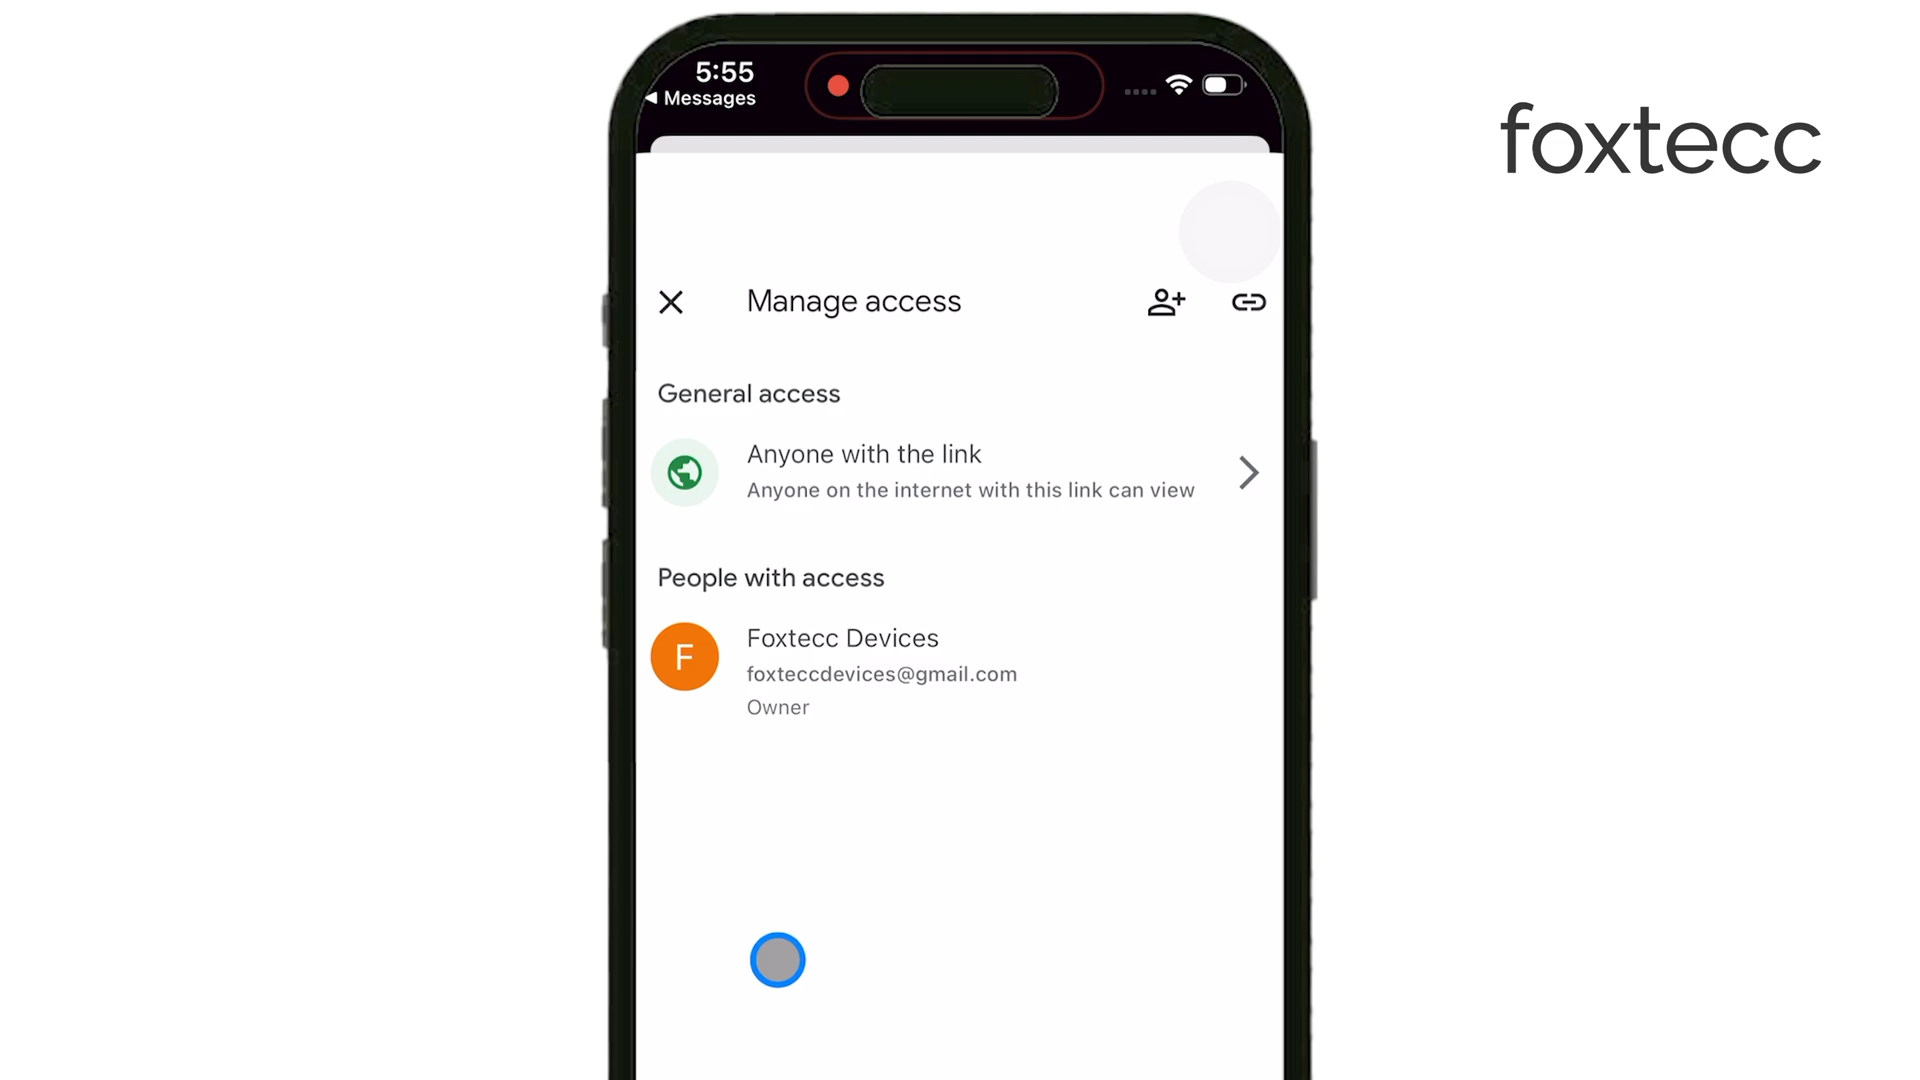 5:55
Messages
foxtecc
Manage access
General access
Anyone with the link
Anyone on the internet with this link can view
People with access
F
Foxtecc Devices
foxteccdevices@gmail.com
Owner